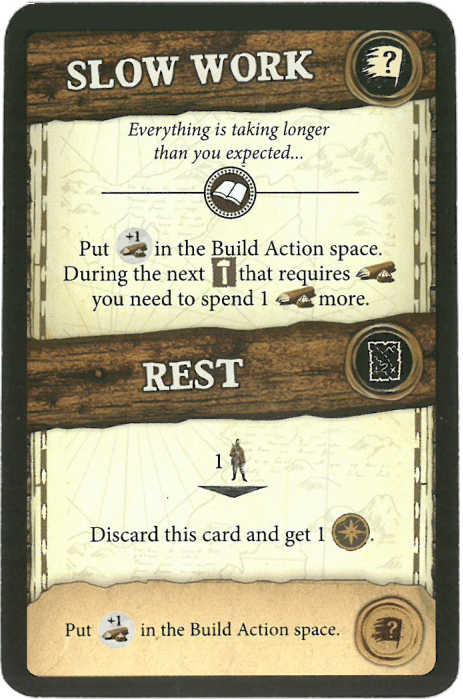 SLOW WORK
?
Everything is taking longer
than you expected...
Put +1 in the Build Action space.
During the next that requires
you need to spend 1 more.
REST
1
Discard this card and get 1 .
Put +1 in the Build Action space.
?